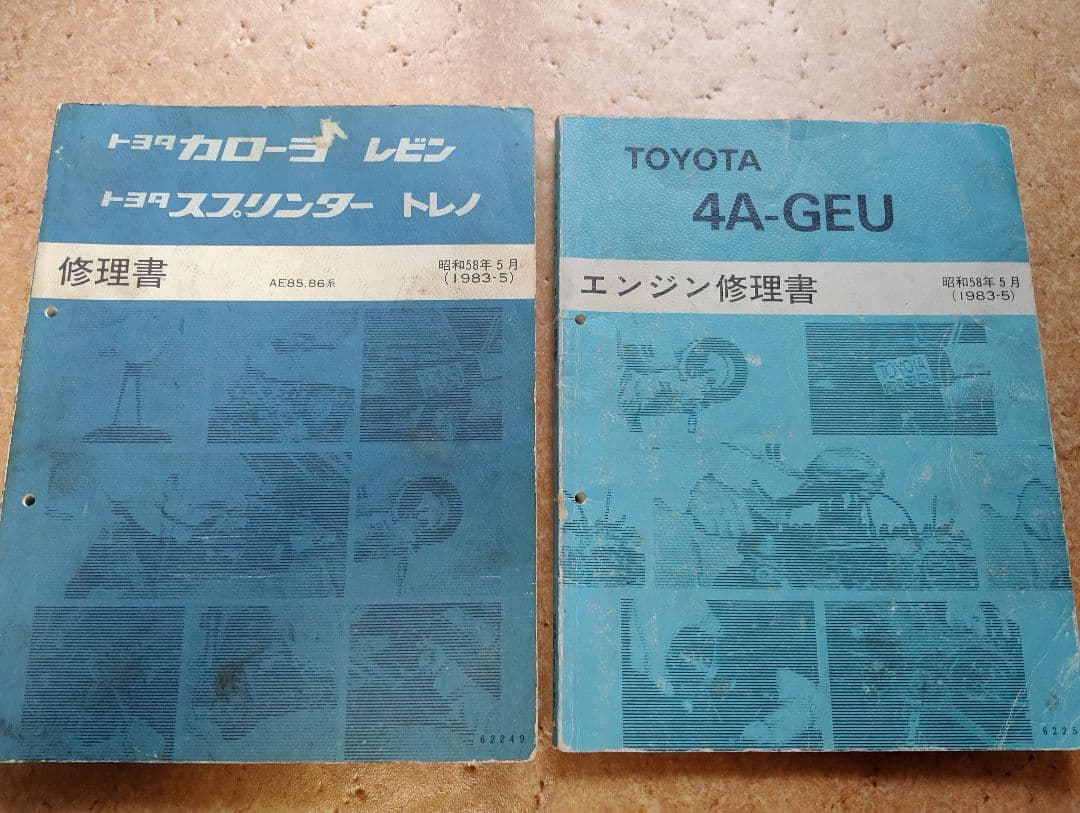 トヨタ カローラ レビン
トヨタ スプリンター トレノ
修理書
AE85,86系
昭和58年5月
(1983-5)
62249
TOYOTA
4A-GEU
エンジン修理書
昭和58年5月
(1983-5)
TOYOTA
6225